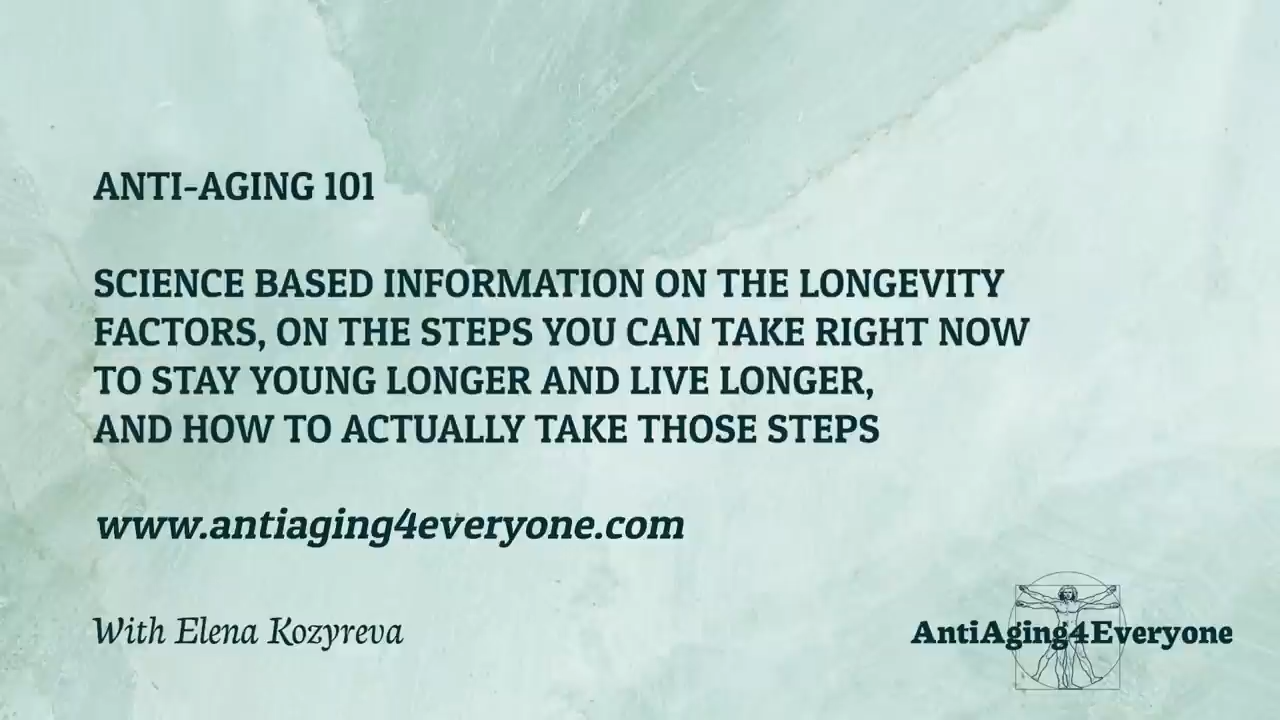 ANTI-AGING 101
SCIENCE BASED INFORMATION ON THE LONGEVITY
FACTORS, ON THE STEPS YOU CAN TAKE RIGHT NOW
TO STAY YOUNG LONGER AND LIVE LONGER,
AND HOW TO ACTUALLY TAKE THOSE STEPS
www.antiaging4everyone.com
With Elena Kozyreva
AntiAging4Everyone